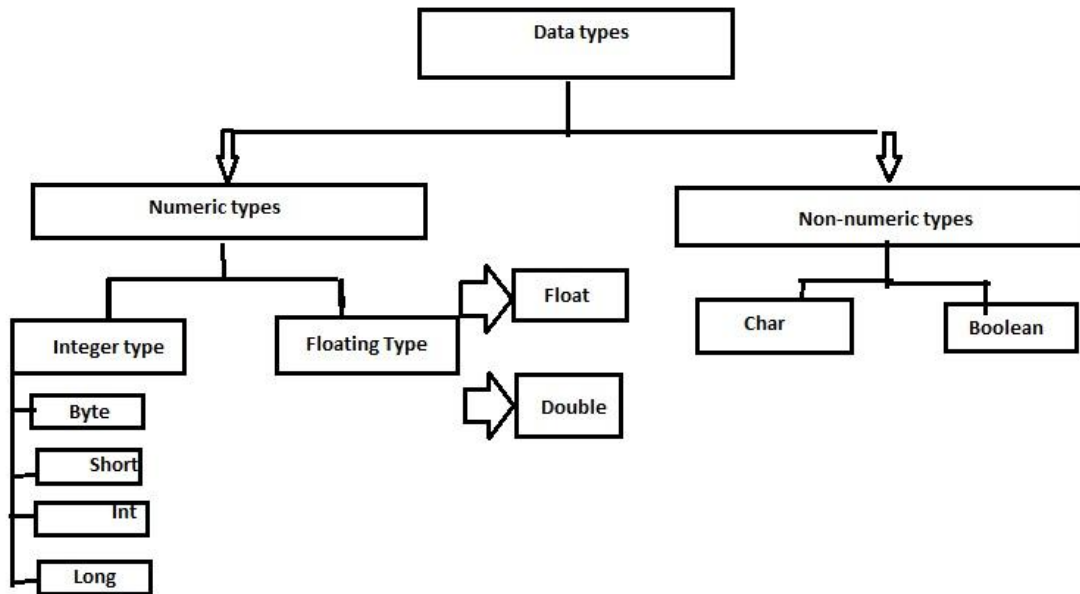 Data types
Numeric types
Non-numeric types
Integer type
Floating Type
Float
Double
Char
Boolean
Byte
Short
Int
Long